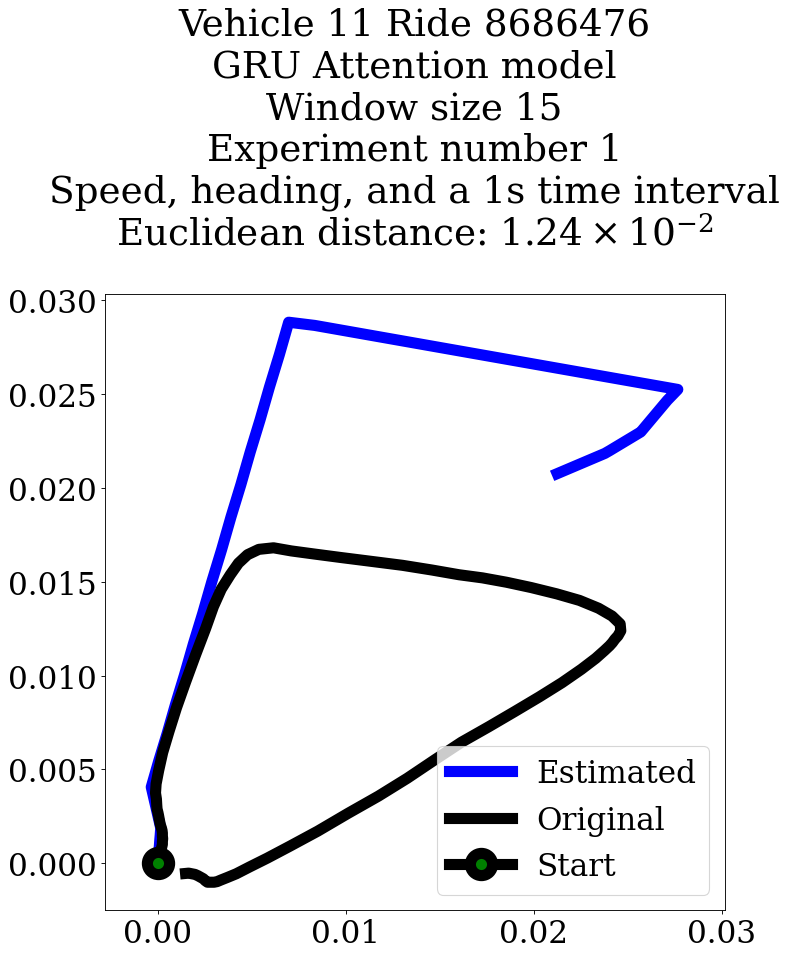 Vehicle 11 Ride 8686476
GRU Attention model
Window size 15
Experiment number 1
Speed, heading, and a 1s time interval
Euclidean distance: 1.24 × 10⁻²
0.030
0.025
0.020
0.015
0.010
0.005
0.000
Estimated
Original
Start
0.00 0.01 0.02 0.03